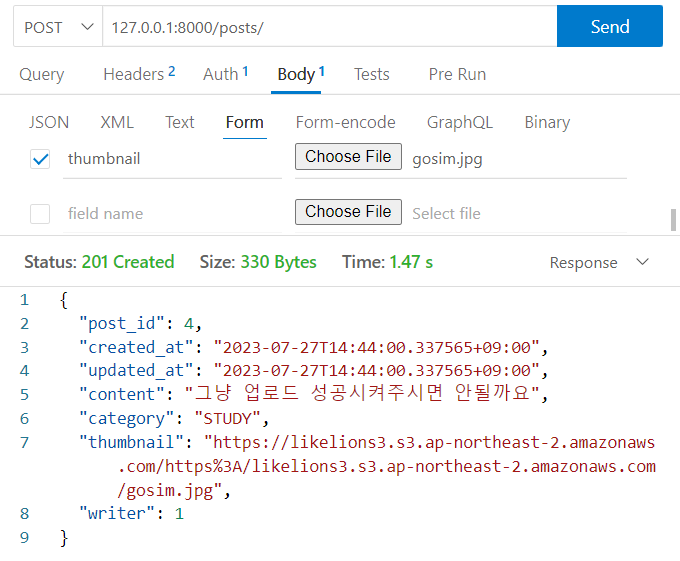 POST 127.0.0.1:8000/posts/ Send
Query Headers 2 Auth 1 Body 1 Tests Pre Run
JSON XML Text Form Form-encode GraphQL Binary
thumbnail Choose File gosim.jpg
field name Choose File Select file
Status: 201 Created Size: 330 Bytes Time: 1.47 s Response
1 {
2 "post_id": 4,
3 "created_at": "2023-07-27T14:44:00.337565+09:00",
4 "updated_at": "2023-07-27T14:44:00.337565+09:00",
5 "content": "그냥 업로드 성공시켜주시면 안될까요",
6 "category": "STUDY",
7 "thumbnail": "https://likelions3.s3.ap-northeast-2.amazonaws
.com/https%3A/likelions3.s3.ap-northeast-2.amazonaws.com
/gosim.jpg",
8 "writer": 1
9 }